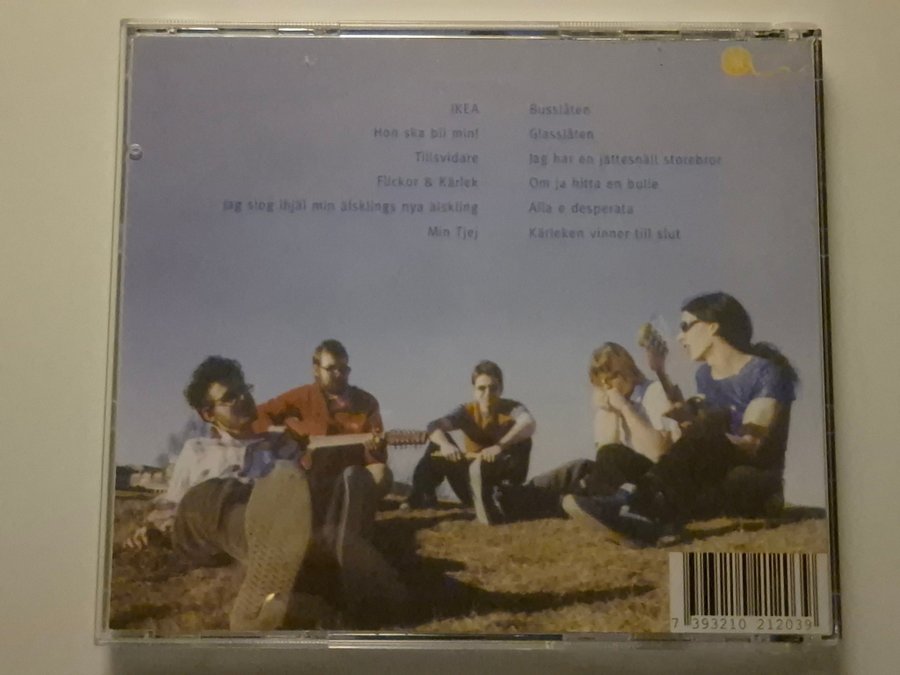 IKEA
Hon ska bli min!
Tillsvidare
Flickor & Kärlek
Jag slog ihjäl min älsklings nya älskling
Min Tjej
Busslåten
Glasslåten
Jag har en jättesnäll storebror
Om ja hitta en bulle
Alla e desperata
Kärleken vinner till slut
7 393210 212039